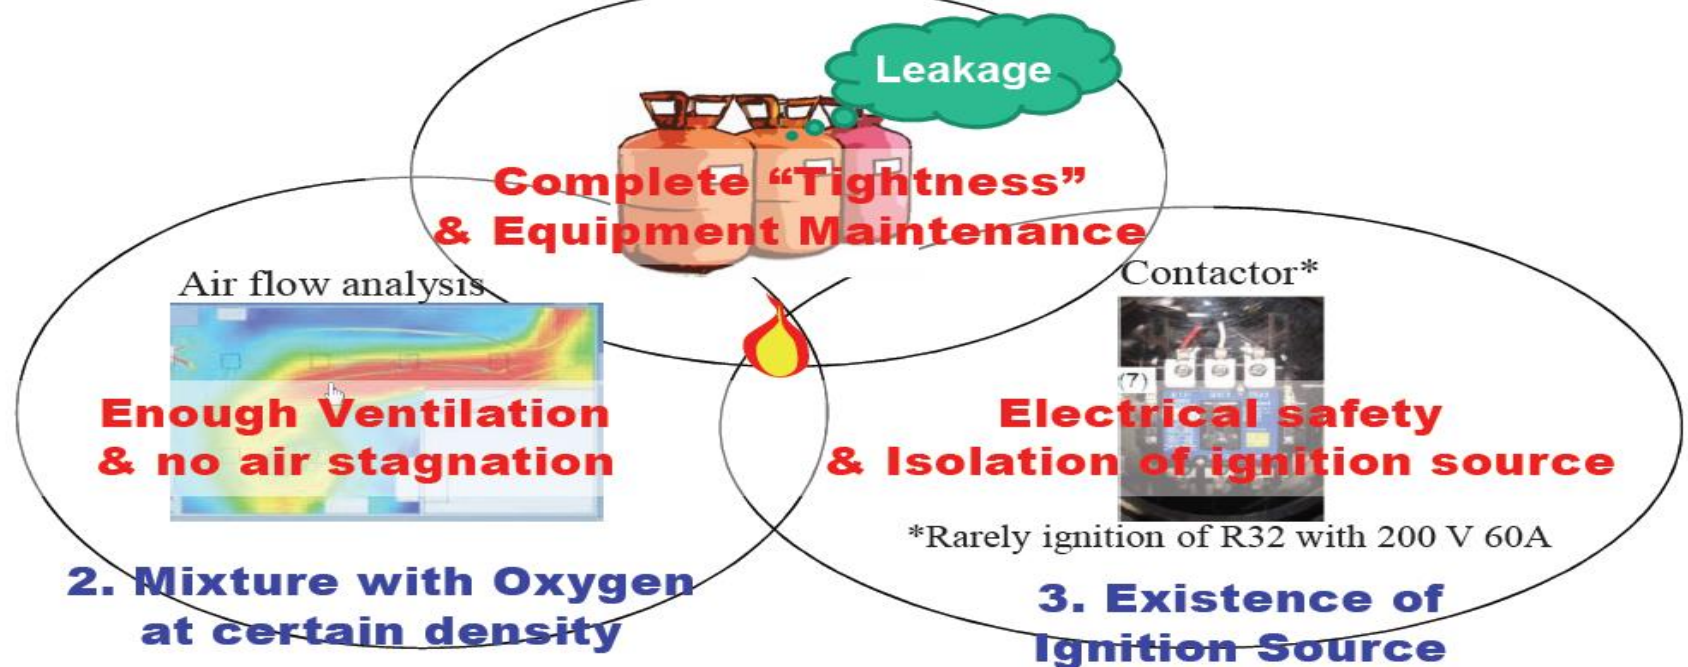 Leakage
Complete “Tightness”
& Equipment Maintenance
Air flow analysis
Enough Ventilation
& no air stagnation
2. Mixture with Oxygen
at certain density
Contactor*
(7)
Electrical safety
& Isolation of ignition source
*Rarely ignition of R32 with 200 V 60A
3. Existence of
Ignition Source